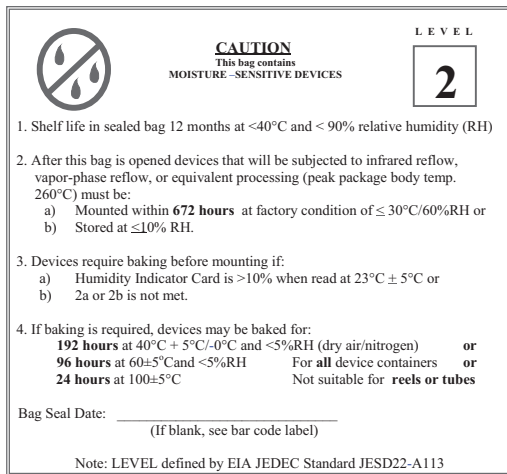 LEVEL
CAUTION
This bag contains
MOISTURE –SENSITIVE DEVICES
2
1. Shelf life in sealed bag 12 months at <40°C and < 90% relative humidity (RH)
2. After this bag is opened devices that will be subjected to infrared reflow,
vapor-phase reflow, or equivalent processing (peak package body temp.
260°C) must be:
a) Mounted within 672 hours at factory condition of ≤ 30°C/60%RH or
b) Stored at ≤10% RH.
3. Devices require baking before mounting if:
a) Humidity Indicator Card is >10% when read at 23°C ± 5°C or
b) 2a or 2b is not met.
4. If baking is required, devices may be baked for:
192 hours at 40°C + 5°C/-0°C and <5%RH (dry air/nitrogen) or
96 hours at 60±5°Cand <5%RH For all device containers or
24 hours at 100±5°C Not suitable for reels or tubes
Bag Seal Date: ____________________________
(If blank, see bar code label)
Note: LEVEL defined by EIA JEDEC Standard JESD22-A113